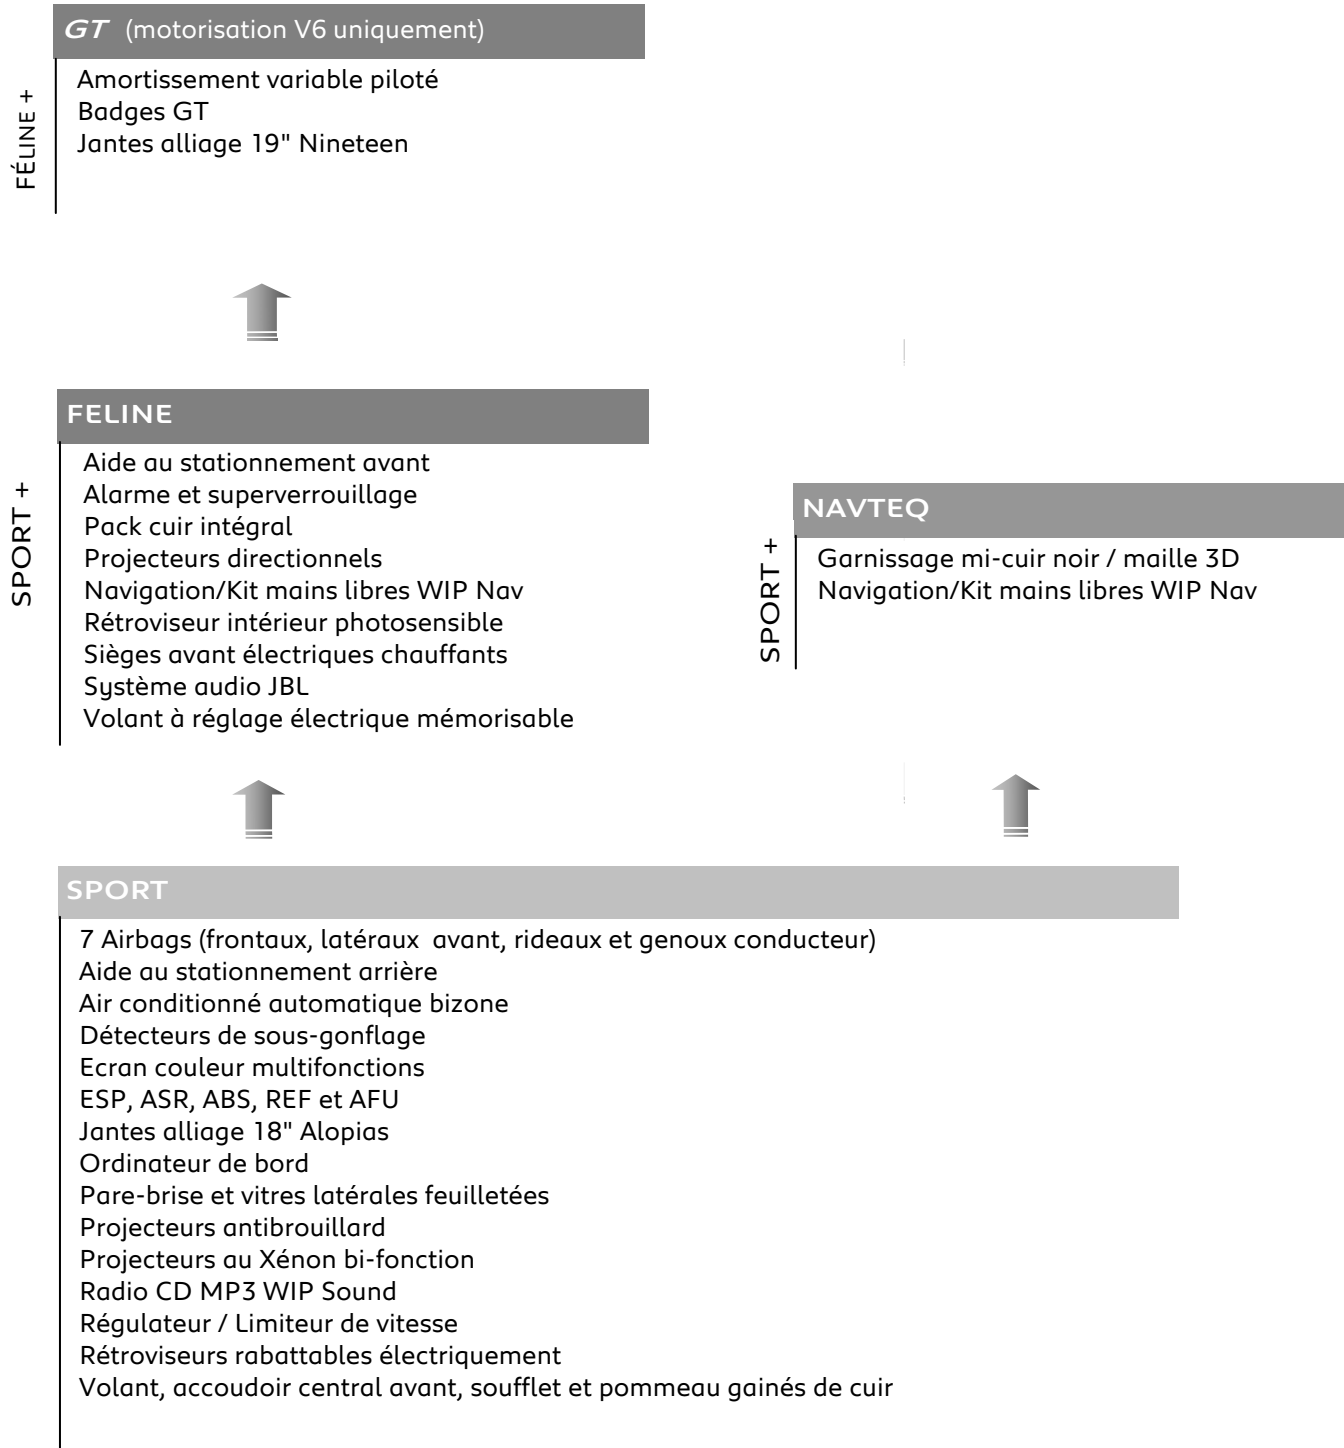 GT (motorisation V6 uniquement)
FÉLINE +
Amortissement variable piloté
Badges GT
Jantes alliage 19" Nineteen
FELINE
SPORT +
Aide au stationnement avant
Alarme et superverrouillage
Pack cuir intégral
Projecteurs directionnels
Navigation/Kit mains libres WIP Nav
Rétroviseur intérieur photosensible
Sièges avant électriques chauffants
Système audio JBL
Volant à réglage électrique mémorisable
NAVTEQ
SPORT +
Garnissage mi-cuir noir / maille 3D
Navigation/Kit mains libres WIP Nav
SPORT
7 Airbags (frontaux, latéraux avant, rideaux et genoux conducteur)
Aide au stationnement arrière
Air conditionné automatique bizone
Détecteurs de sous-gonflage
Ecran couleur multifonctions
ESP, ASR, ABS, REF et AFU
Jantes alliage 18" Alopias
Ordinateur de bord
Pare-brise et vitres latérales feuilletées
Projecteurs antibrouillard
Projecteurs au Xénon bi-fonction
Radio CD MP3 WIP Sound
Régulateur / Limiteur de vitesse
Rétroviseurs rabattables électriquement
Volant, accoudoir central avant, soufflet et pommeau gainés de cuir